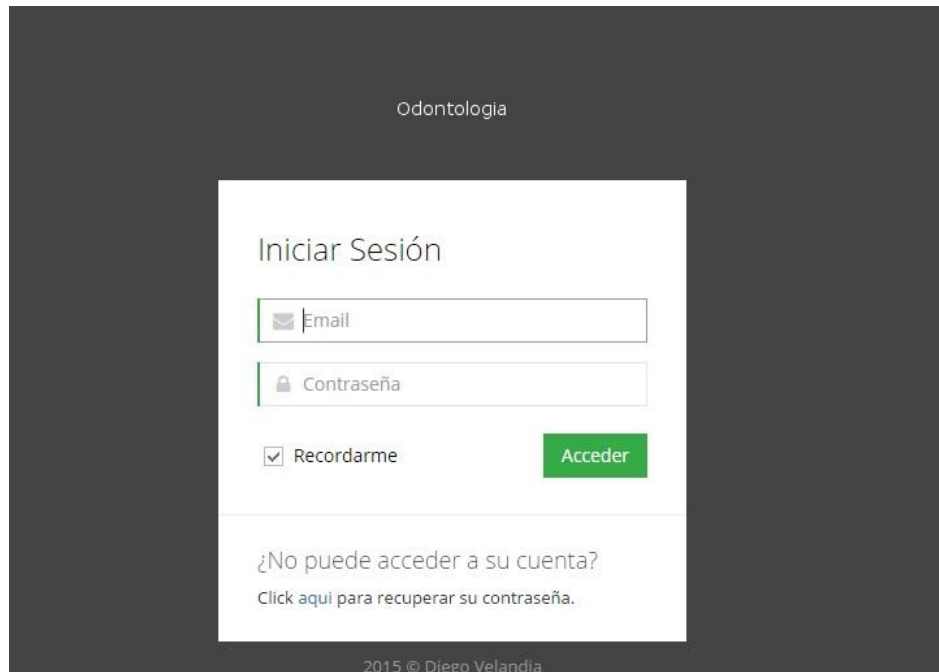 Odontologia
Iniciar Sesión
Email
Contraseña
Recordarme
Acceder
¿No puede acceder a su cuenta?
Click aqui para recuperar su contraseña.
2015 © Diego Velandia